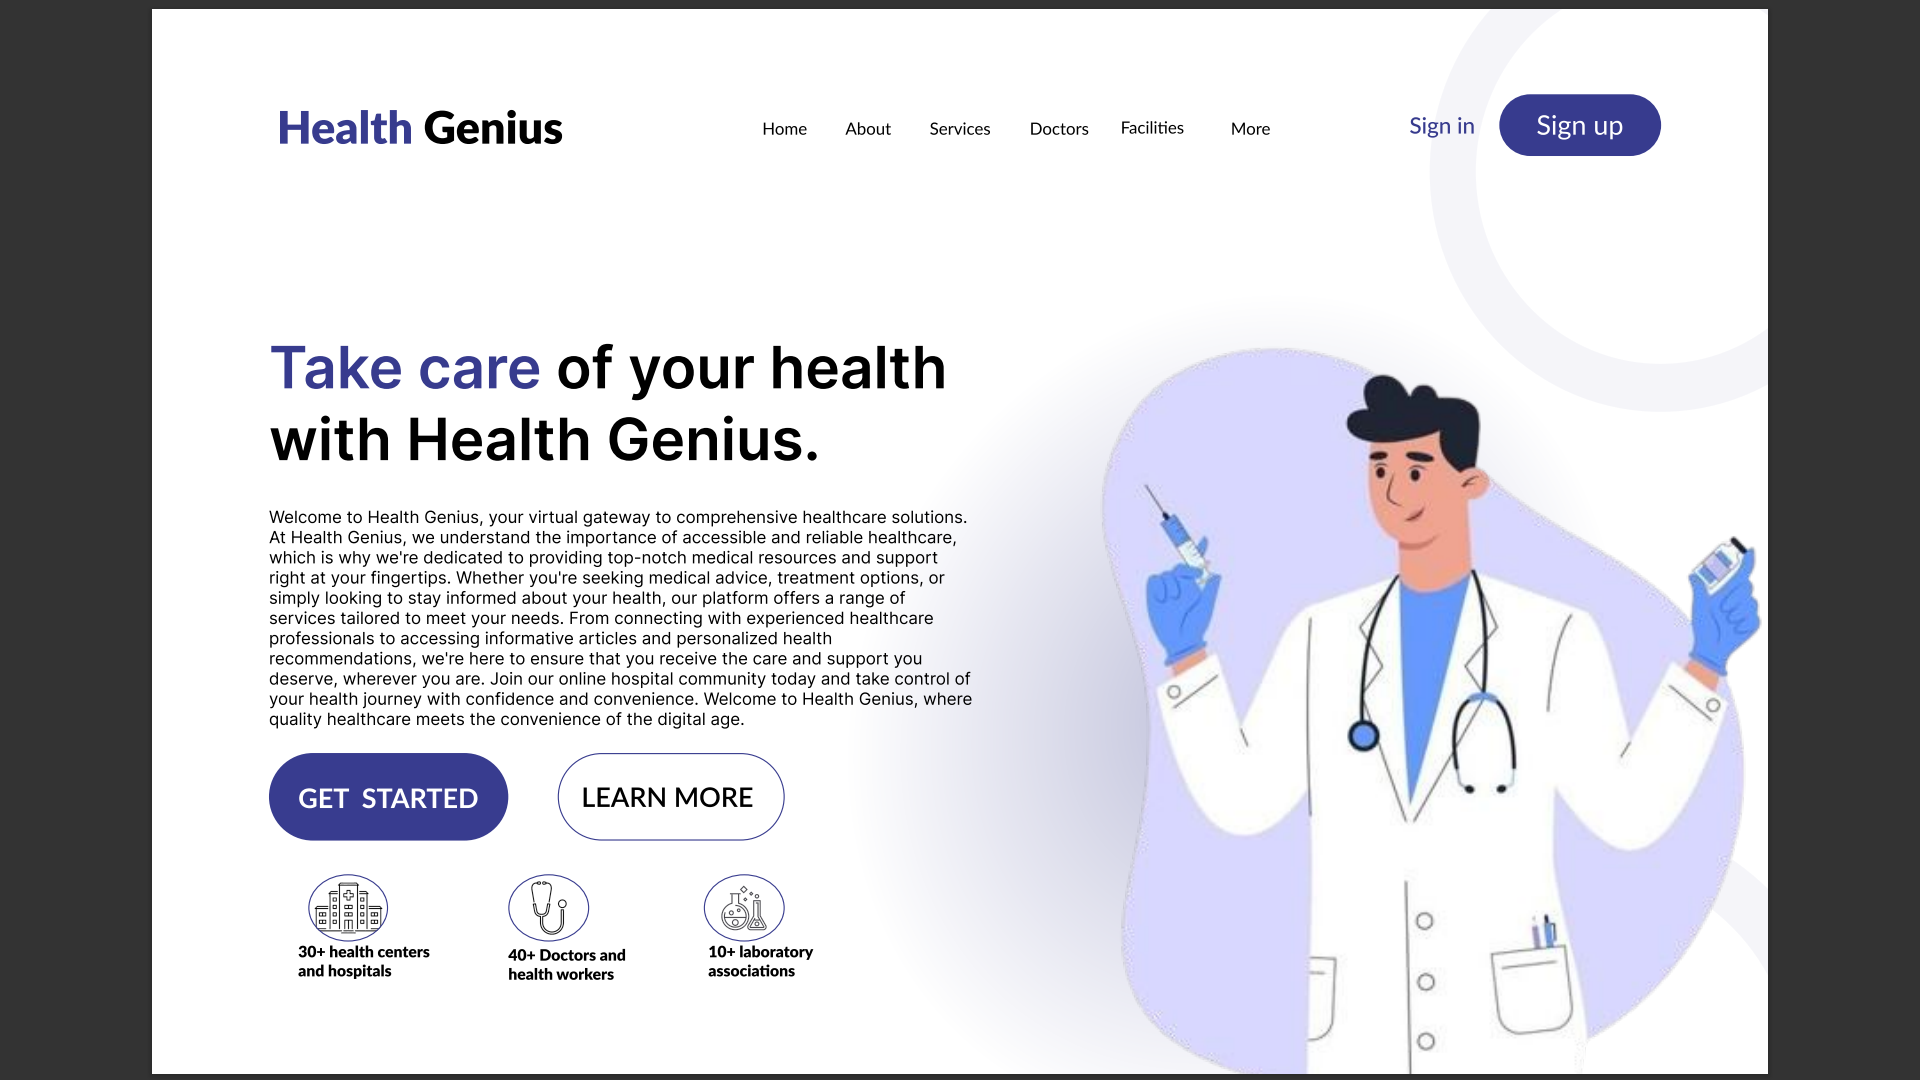 Health Genius
Home About Services Doctors Facilities More
Sign in Sign up
Take care of your health
with Health Genius.
Welcome to Health Genius, your virtual gateway to comprehensive healthcare solutions.
At Health Genius, we understand the importance of accessible and reliable healthcare,
which is why we're dedicated to providing top-notch medical resources and support
right at your fingertips. Whether you're seeking medical advice, treatment options, or
simply looking to stay informed about your health, our platform offers a range of
services tailored to meet your needs. From connecting with experienced healthcare
professionals to accessing informative articles and personalized health
recommendations, we're here to ensure that you receive the care and support you
deserve, wherever you are. Join our online hospital community today and take control of
your health journey with confidence and convenience. Welcome to Health Genius, where
quality healthcare meets the convenience of the digital age.
GET STARTED
LEARN MORE
30+ health centers
and hospitals
40+ Doctors and
health workers
10+ laboratory
associations